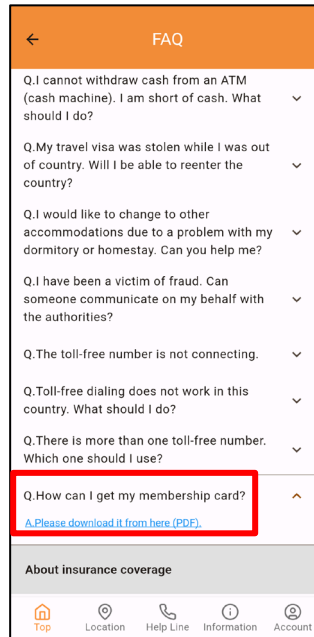 FAQ
Q.I cannot withdraw cash from an ATM
(cash machine). I am short of cash. What
should I do?
Q.My travel visa was stolen while I was out
of country. Will I be able to reenter the
country?
Q.I would like to change to other
accommodations due to a problem with my
dormitory or homestay. Can you help me?
Q.I have been a victim of fraud. Can
someone communicate on my behalf with
the authorities?
Q.The toll-free number is not connecting.
Q.Toll-free dialing does not work in this
country. What should I do?
Q.There is more than one toll-free number.
Which one should I use?
Q.How can I get my membership card?
A.Please download it from here (PDF).
About insurance coverage
Top Location Help Line Information Account